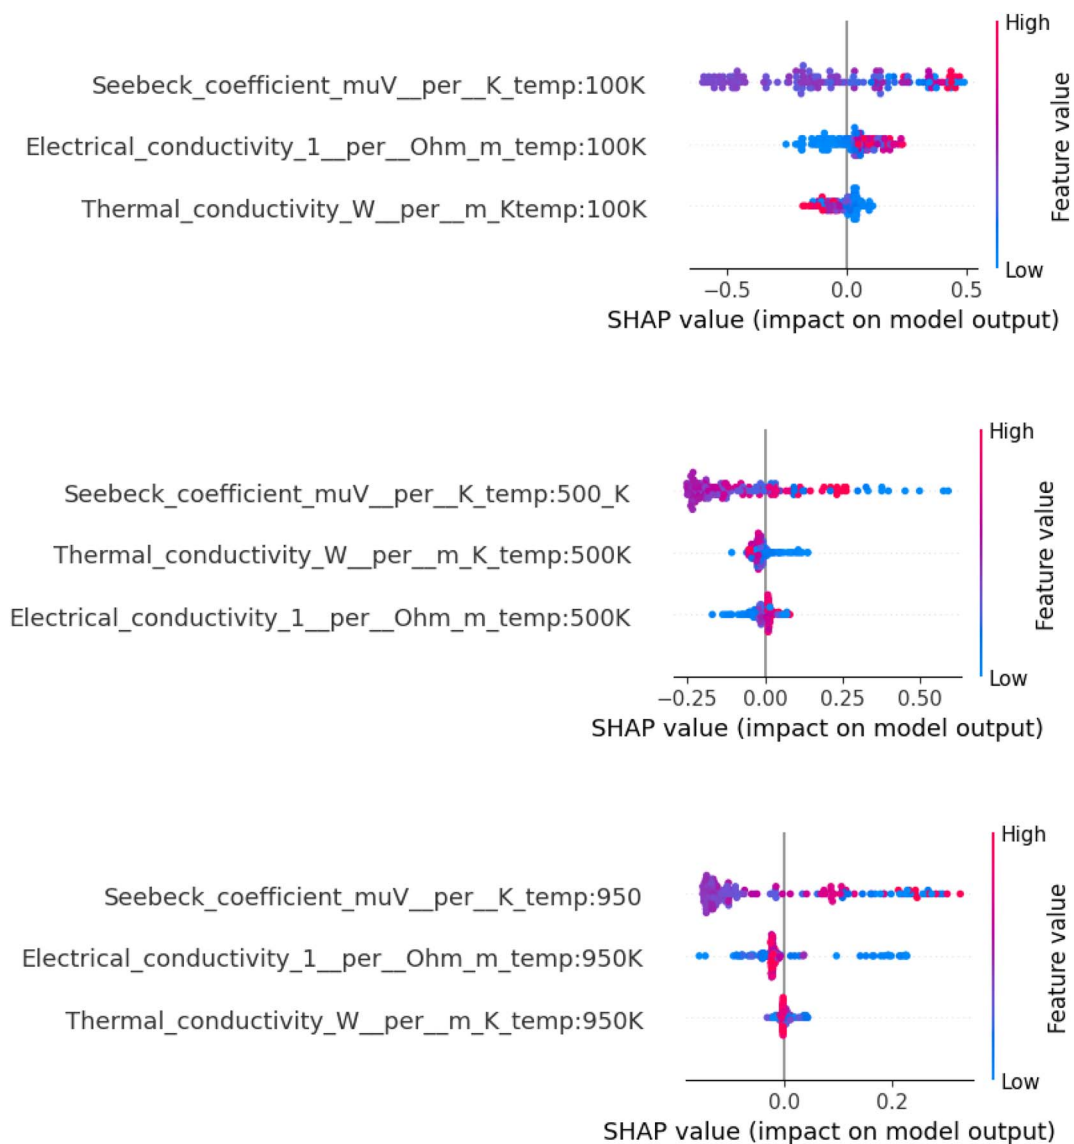 High
Seebeck_coefficient_muV__per__K_temp:100K
Electrical_conductivity_1__per__Ohm_m_temp:100K
Thermal_conductivity_W__per__m_Ktemp:100K
Feature value
Low
−0.5 0.0 0.5
SHAP value (impact on model output)
High
Seebeck_coefficient_muV__per__K_temp:500_K
Thermal_conductivity_W__per__m_K_temp:500K
Electrical_conductivity_1__per__Ohm_m_temp:500K
Feature value
Low
−0.25 0.00 0.25 0.50
SHAP value (impact on model output)
High
Seebeck_coefficient_muV__per__K_temp:950
Electrical_conductivity_1__per__Ohm_m_temp:950K
Thermal_conductivity_W__per__m_K_temp:950K
Feature value
Low
0.0 0.2
SHAP value (impact on model output)